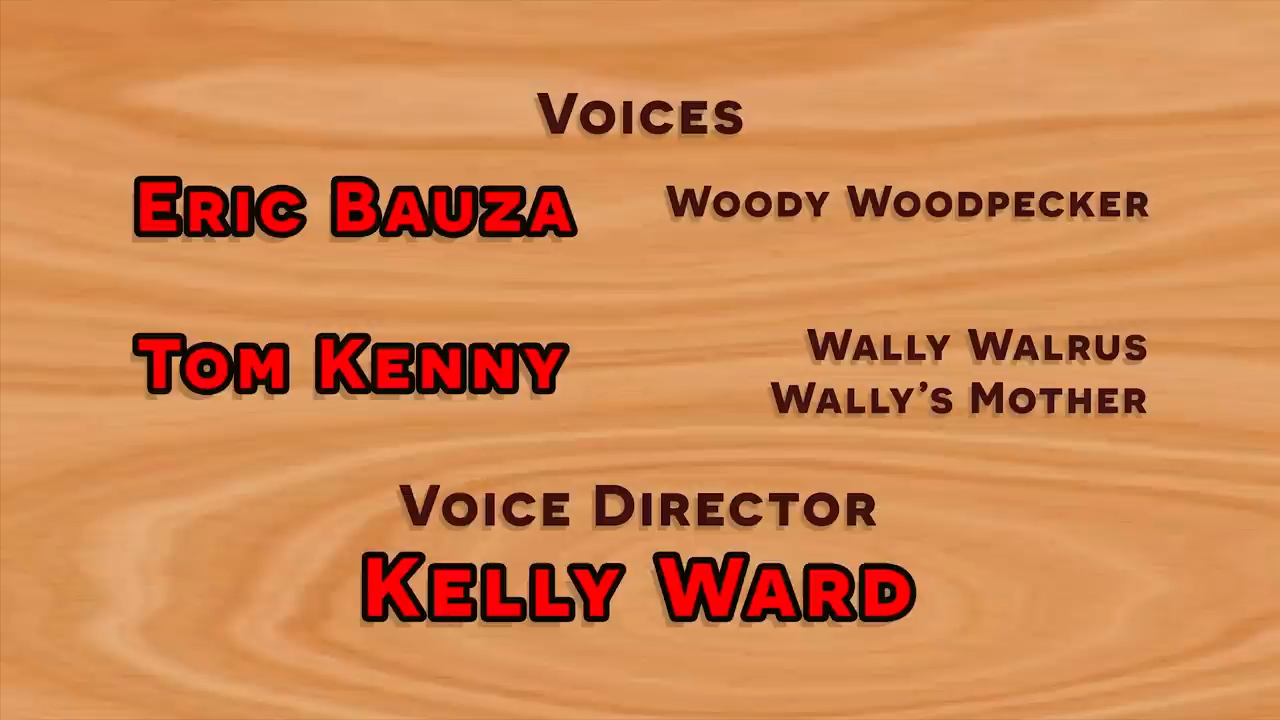 Voices
Eric Bauza Woody Woodpecker
Tom Kenny Wally Walrus
Wally's Mother
Voice Director
Kelly Ward